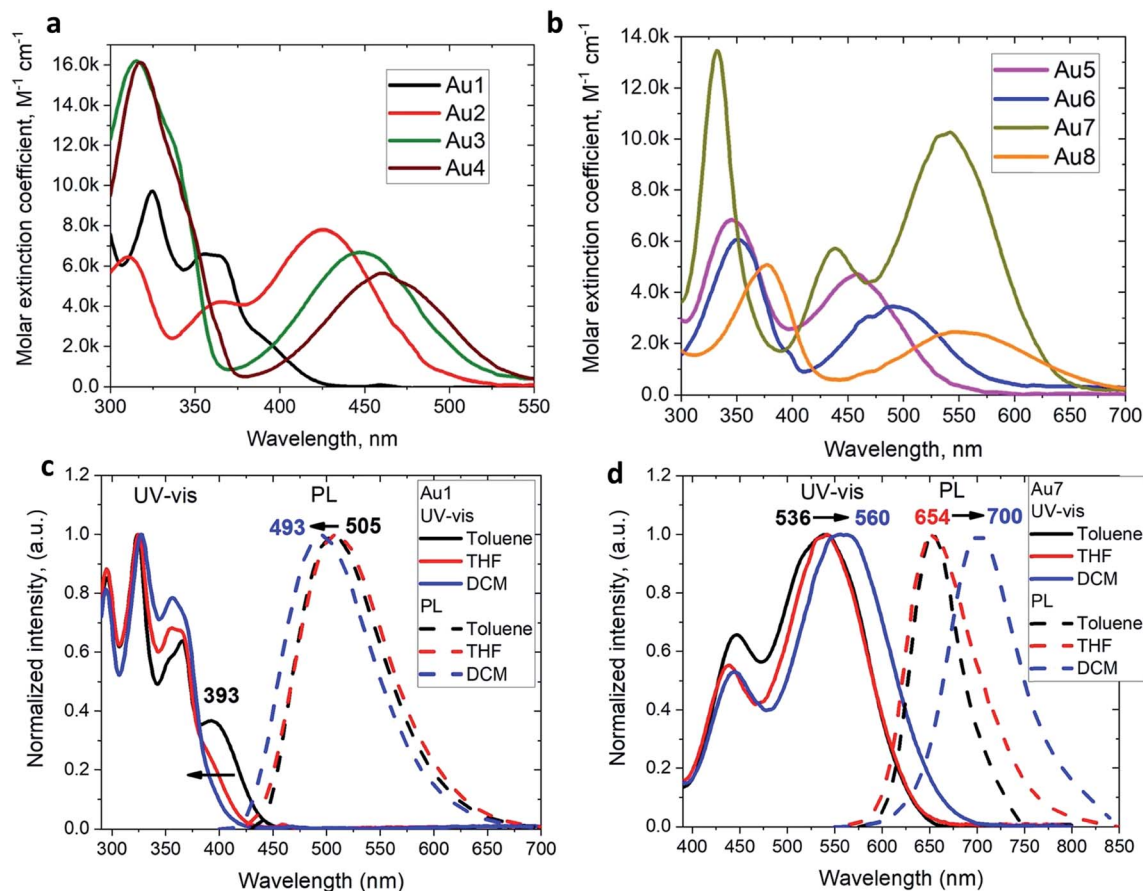 a
Molar extinction coefficient, M⁻¹ cm⁻¹
16.0k
14.0k
12.0k
10.0k
8.0k
6.0k
4.0k
2.0k
0.0
Au1
Au2
Au3
Au4
300 350 400 450 500 550
Wavelength, nm
b
Molar extinction coefficient, M⁻¹ cm⁻¹
14.0k
12.0k
10.0k
8.0k
6.0k
4.0k
2.0k
0.0
Au5
Au6
Au7
Au8
300 350 400 450 500 550 600 650 700
Wavelength, nm
c
Normalized intensity, (a.u.)
1.2
1.0
0.8
0.6
0.4
0.2
0.0
UV-vis PL
493 505
393
Au1
UV-vis
Toluene
THF
DCM
PL
Toluene
THF
DCM
300 350 400 450 500 550 600 650 700
Wavelength (nm)
d
Normalized intensity, (a.u.)
1.2
1.0
0.8
0.6
0.4
0.2
0.0
UV-vis PL
536 560 654 700
Au7
UV-vis
Toluene
THF
DCM
PL
Toluene
THF
DCM
400 450 500 550 600 650 700 750 800 850
Wavelength (nm)